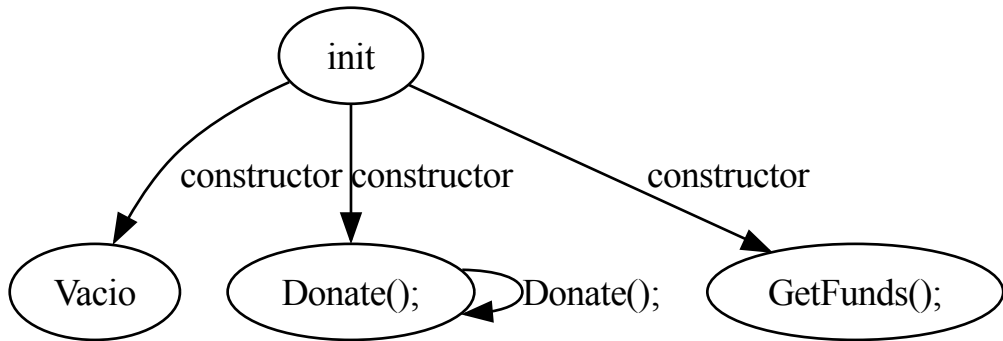 init
constructor
constructor
constructor
Vacio
Donate();
Donate();
GetFunds();